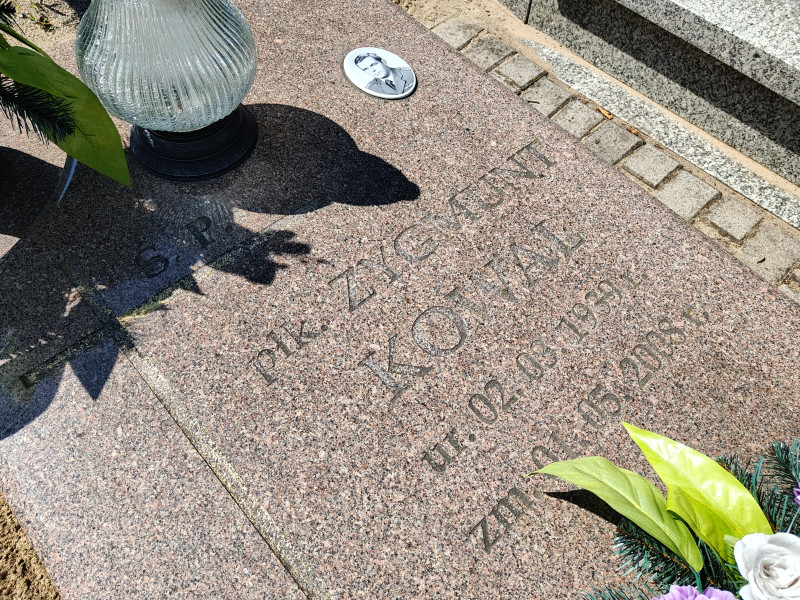 Ś. P.
płk. ZYGMUNT
KOWAL
ur. 02. 03. 1939 r.
zm. 01. 05. 2008 r.